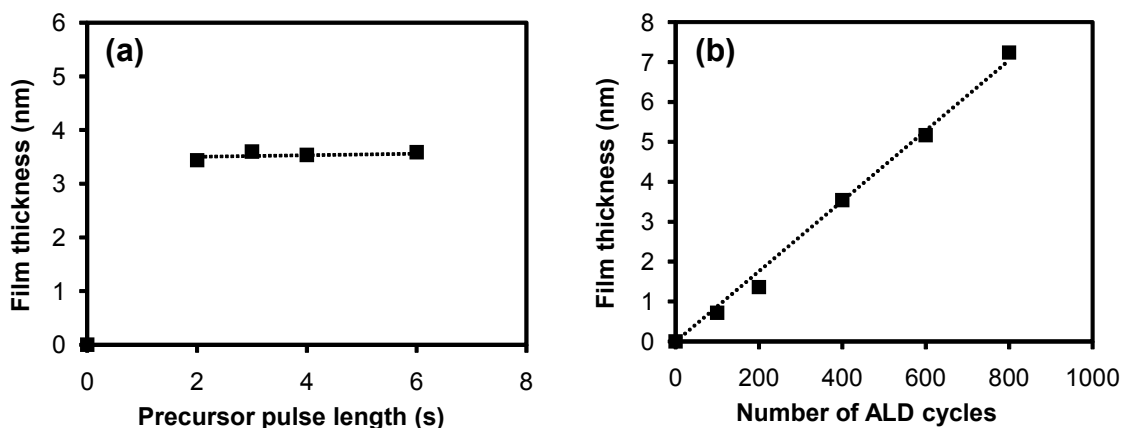 (a)
Film thickness (nm)
6
5
4
3
2
1
0
0 2 4 6 8
Precursor pulse length (s)
(b)
Film thickness (nm)
8
7
6
5
4
3
2
1
0
0 200 400 600 800 1000
Number of ALD cycles